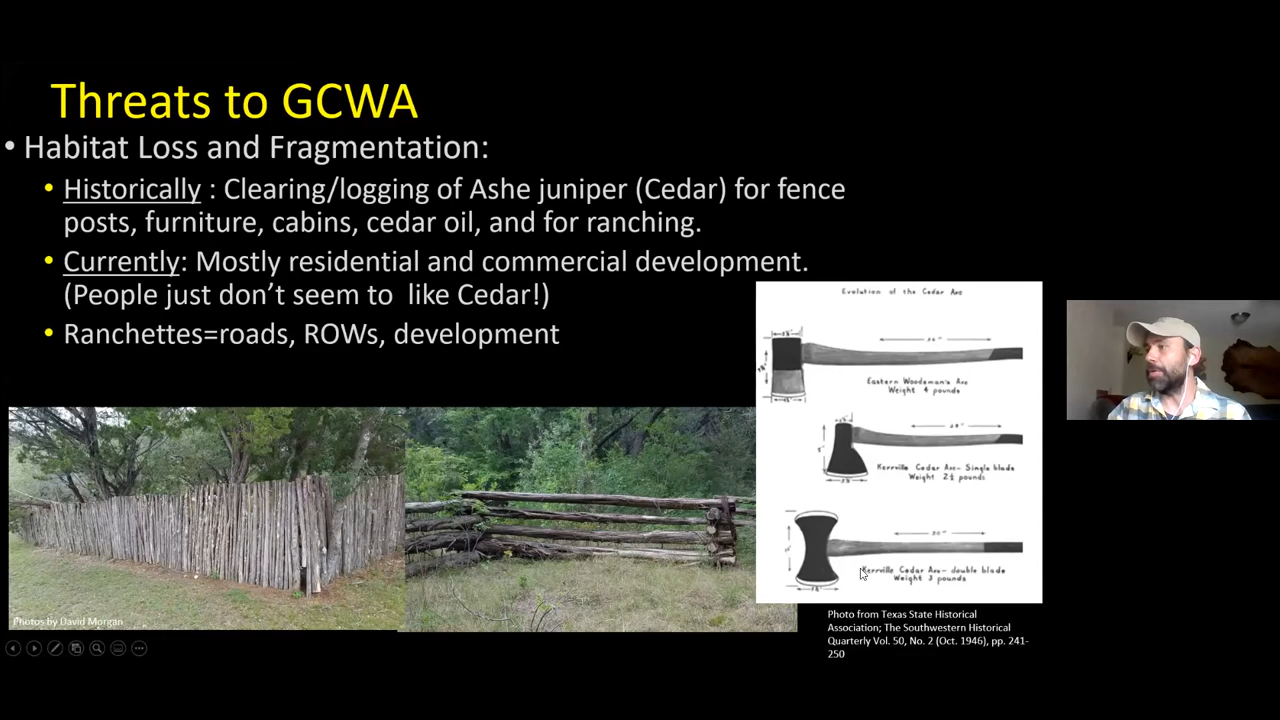 Threats to GCWA
• Habitat Loss and Fragmentation:
• Historically : Clearing/logging of Ashe juniper (Cedar) for fence
posts, furniture, cabins, cedar oil, and for ranching.
• Currently: Mostly residential and commercial development.
(People just don’t seem to like Cedar!)
• Ranchettes=roads, ROWs, development
Evolution of the Cedar Axe
Eastern Woodsman's Axe
Weight 4 pounds
Kerrville Cedar Axe- Single blade
Weight 2½ pounds
Kerrville Cedar Axe- double blade
Weight 3 pounds
Photos by David Morgan
Photo from Texas State Historical
Association; The Southwestern Historical
Quarterly Vol. 50, No. 2 (Oct. 1946), pp. 241-
250